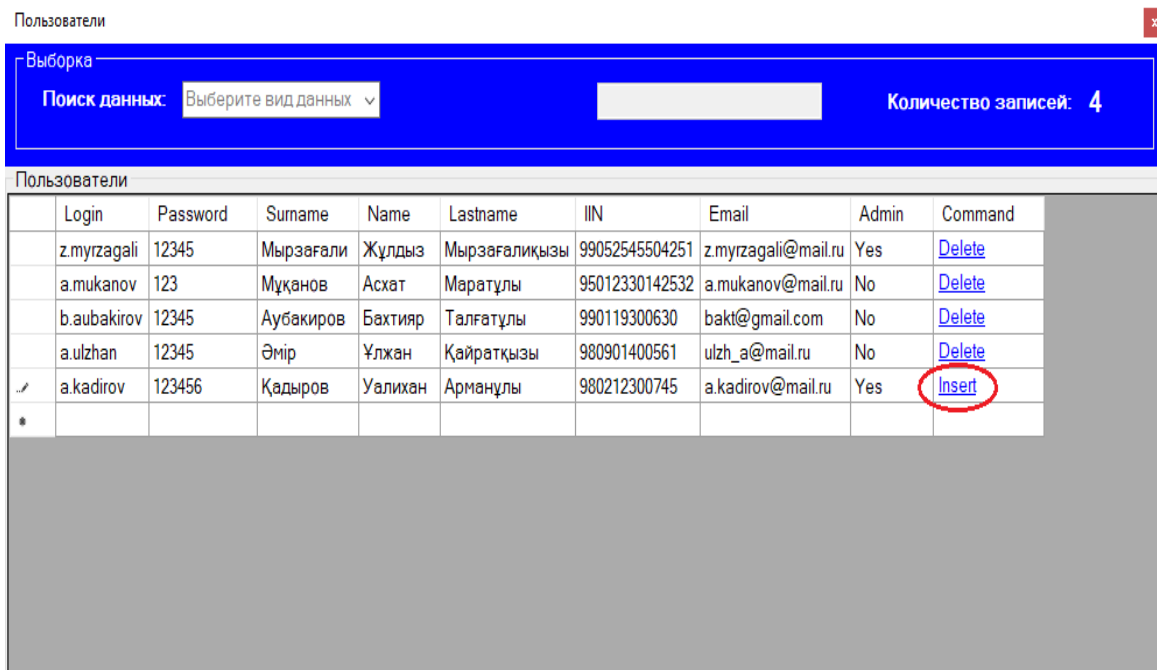 Пользователи
x
Выборка
Поиск данных: Выберите вид данных Количество записей: 4
Пользователи
Login Password Surname Name Lastname IIN Email Admin Command
z.myrzagali 12345 Мырзағали Жұлдыз Мырзағалиқызы 99052545504251 z.myrzagali@mail.ru Yes Delete
a.mukanov 123 Мұқанов Асхат Маратұлы 95012330142532 a.mukanov@mail.ru No Delete
b.aubakirov 12345 Аубакиров Бахтияр Талғатұлы 990119300630 bakt@gmail.com No Delete
a.ulzhan 12345 Әмір Ұлжан Қайратқызы 980901400561 ulzh_a@mail.ru No Delete
a.kadirov 123456 Қадыров Уалихан Арманұлы 980212300745 a.kadirov@mail.ru Yes Insert